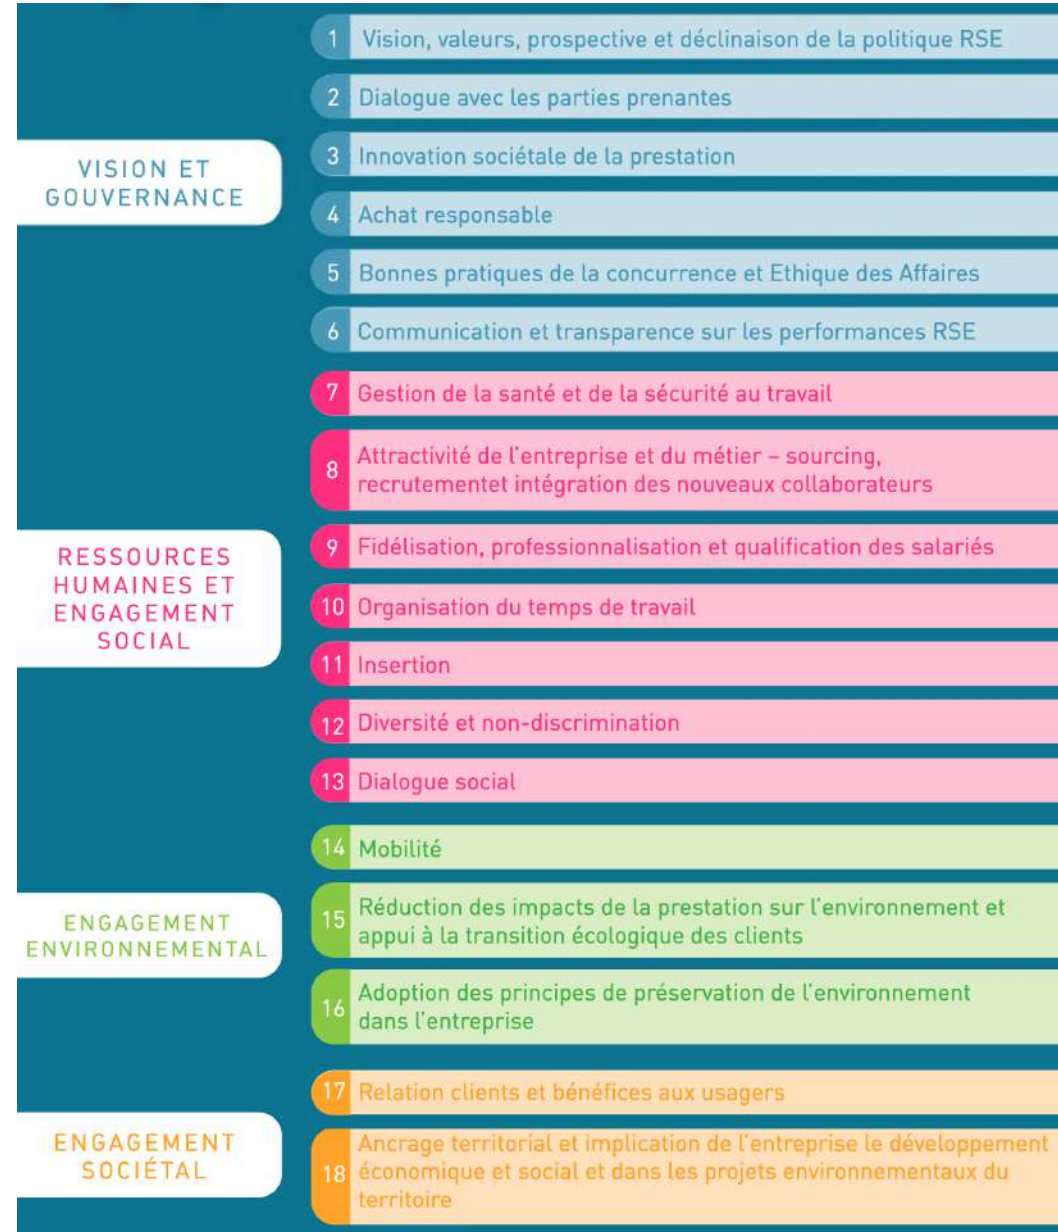 VISION ET
GOUVERNANCE
1 Vision, valeurs, prospective et déclinaison de la politique RSE
2 Dialogue avec les parties prenantes
3 Innovation sociétale de la prestation
4 Achat responsable
5 Bonnes pratiques de la concurrence et Ethique des Affaires
6 Communication et transparence sur les performances RSE
RESSOURCES
HUMAINES ET
ENGAGEMENT
SOCIAL
7 Gestion de la santé et de la sécurité au travail
8 Attractivité de l'entreprise et du métier – sourcing,
recrutementet intégration des nouveaux collaborateurs
9 Fidélisation, professionnalisation et qualification des salariés
10 Organisation du temps de travail
11 Insertion
12 Diversité et non-discrimination
13 Dialogue social
ENGAGEMENT
ENVIRONNEMENTAL
14 Mobilité
15 Réduction des impacts de la prestation sur l'environnement et
appui à la transition écologique des clients
16 Adoption des principes de préservation de l'environnement
dans l'entreprise
ENGAGEMENT
SOCIÉTAL
17 Relation clients et bénéfices aux usagers
18 Ancrage territorial et implication de l'entreprise le développement
économique et social et dans les projets environnementaux du
territoire